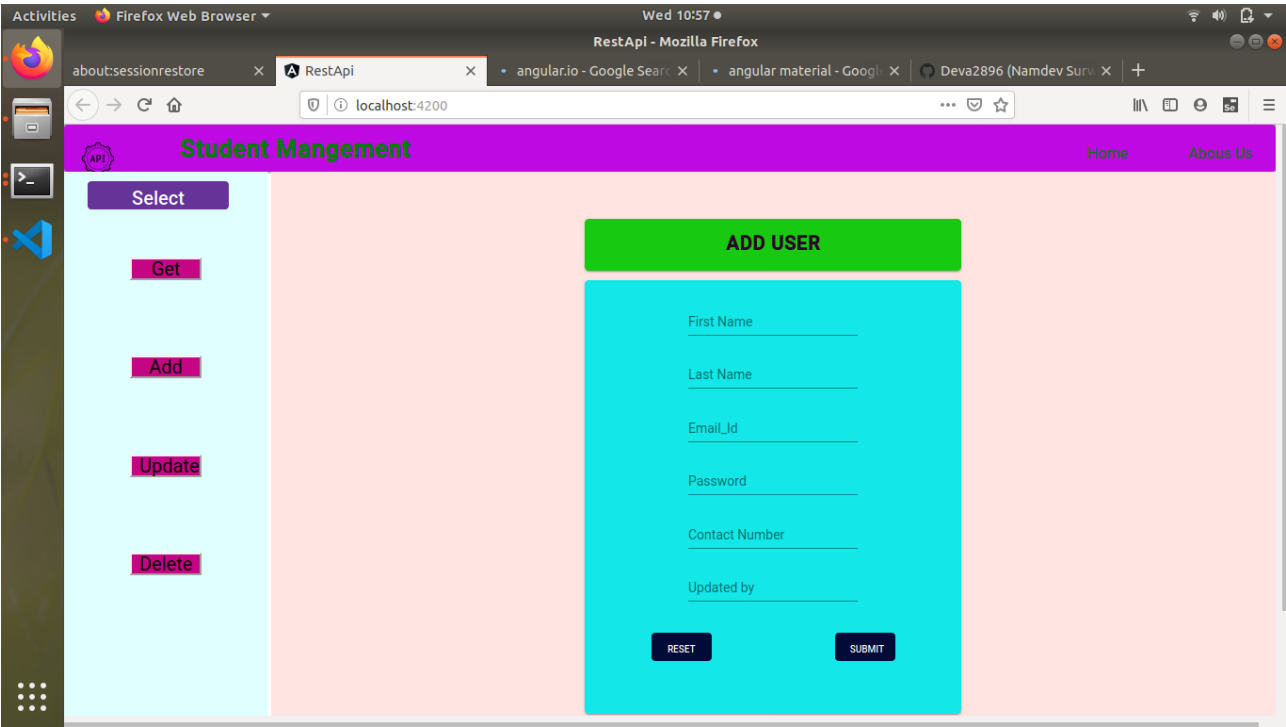 Activities Firefox Web Browser Wed 10:57
RestApi - Mozilla Firefox
about:sessionrestore RestApi angular.io - Google Searc angular material - Googl Deva2896 (Namdev Surw
localhost:4200 Se
API Student Mangement Home Abous Us
Select
Get
Add
Update
Delete
ADD USER
First Name
Last Name
Email_Id
Password
Contact Number
Updated by
RESET SUBMIT